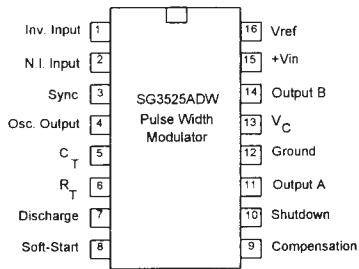 Inv. Input 1 16 Vref
N.I. Input 2 15 +Vin
Sync 3 14 Output B
Osc. Output 4 13 VC
CT 5 12 Ground
RT 6 11 Output A
Discharge 7 10 Shutdown
Soft-Start 8 9 Compensation
SG3525ADW
Pulse Width
Modulator